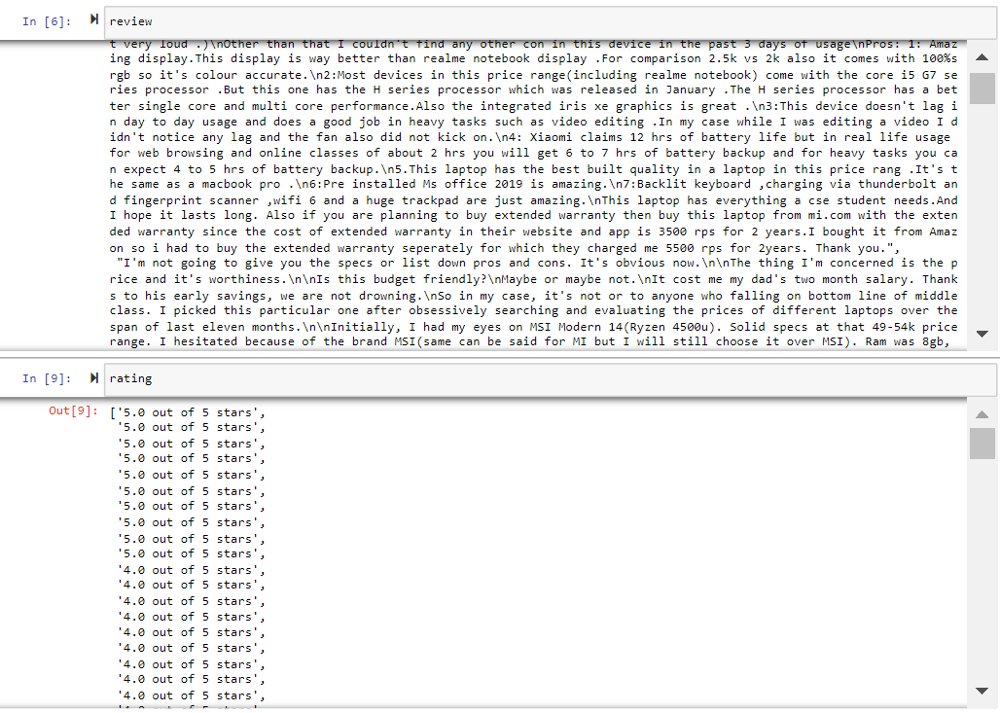 In [6]: review
t very loud .)\nOther than that I couldn't find any other con in this device in the past 3 days of usage\nPros: 1: Amaz
ing display.This display is way better than realme notebook display .For comparison 2.5k vs 2k also it comes with 100%s
rgb so it's colour accurate.\n2:Most devices in this price range(including realme notebook) come with the core i5 G7 se
ries processor .But this one has the H series processor which was released in January .The H series processor has a bet
ter single core and multi core performance.Also the integrated iris xe graphics is great .\n3:This device doesn't lag i
n day to day usage and does a good job in heavy tasks such as video editing .In my case while I was editing a video I d
idn't notice any lag and the fan also did not kick on.\n4: Xiaomi claims 12 hrs of battery life but in real life usage
for web browsing and online classes of about 2 hrs you will get 6 to 7 hrs of battery backup and for heavy tasks you ca
n expect 4 to 5 hrs of battery backup.\n5.This laptop has the best built quality in a laptop in this price rang .It's t
he same as a macbook pro .\n6:Pre installed Ms office 2019 is amazing.\n7:Backlit keyboard ,charging via thunderbolt an
d fingerprint scanner ,wifi 6 and a huge trackpad are just amazing.\nThis laptop has everything a cse student needs.And
I hope it lasts long. Also if you are planning to buy extended warranty then buy this laptop from mi.com with the exten
ded warranty since the cost of extended warranty in their website and app is 3500 rps for 2 years.I bought it from Amaz
on so i had to buy the extended warranty seperately for which they charged me 5500 rps for 2years. Thank you.",
"I'm not going to give you the specs or list down pros and cons. It's obvious now.\n\nThe thing I'm concerned is the p
rice and it's worthiness.\n\nIs this budget friendly?\nMaybe or maybe not.\nIt cost me my dad's two month salary. Thank
s to his early savings, we are not drowning.\nSo in my case, it's not or to anyone who falling on bottom line of middle
class. I picked this particular one after obsessively searching and evaluating the prices of different laptops over the
span of last eleven months.\n\nInitially, I had my eyes on MSI Modern 14(Ryzen 4500u). Solid specs at 49-54k price
range. I hesitated because of the brand MSI(same can be said for MI but I will still choose it over MSI). Ram was 8gb,
In [9]: rating
Out[9]: ['5.0 out of 5 stars',
'5.0 out of 5 stars',
'5.0 out of 5 stars',
'5.0 out of 5 stars',
'5.0 out of 5 stars',
'5.0 out of 5 stars',
'5.0 out of 5 stars',
'5.0 out of 5 stars',
'5.0 out of 5 stars',
'5.0 out of 5 stars',
'4.0 out of 5 stars',
'4.0 out of 5 stars',
'4.0 out of 5 stars',
'4.0 out of 5 stars',
'4.0 out of 5 stars',
'4.0 out of 5 stars',
'4.0 out of 5 stars',
'4.0 out of 5 stars',
'4.0 out of 5 stars',